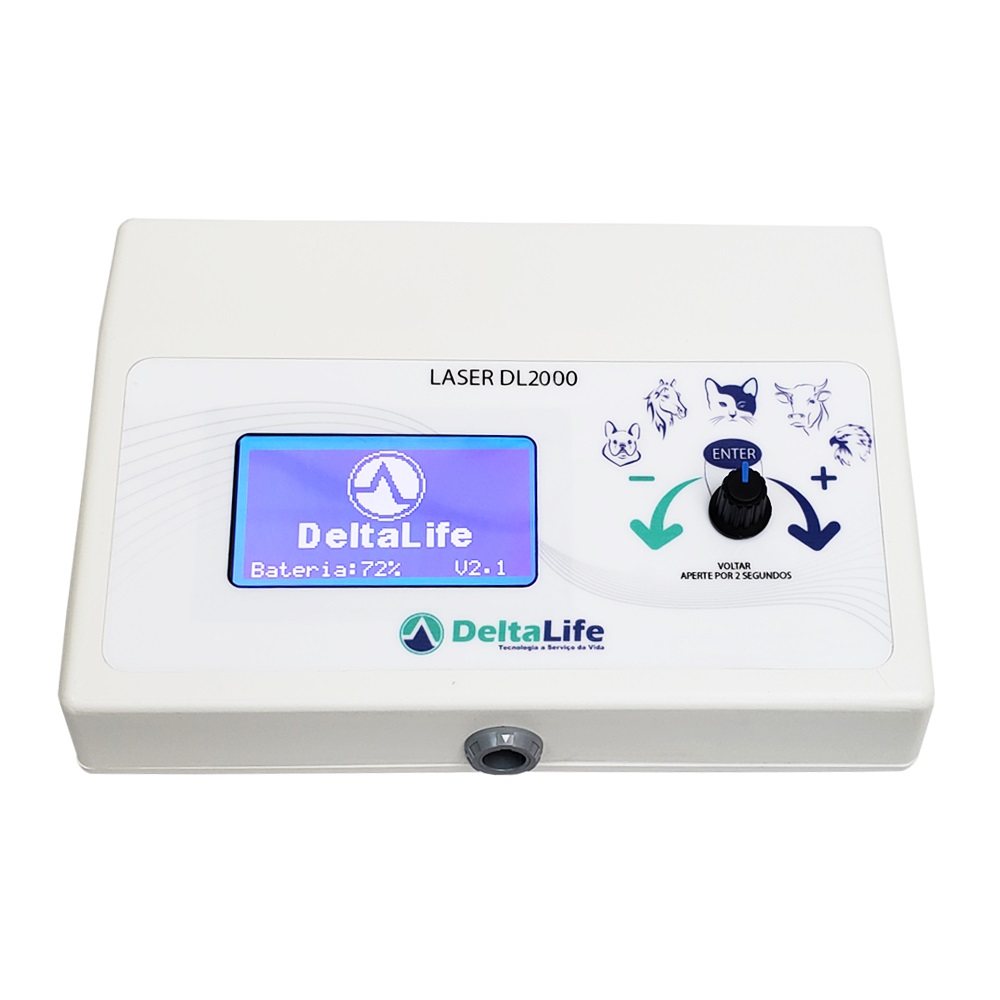 LASER DL2000
ENTER
− +
DeltaLife
Bateria:72% V2.1
VOLTAR
APERTE POR 2 SEGUNDOS
DeltaLife
Tecnologia a Serviço da Vida